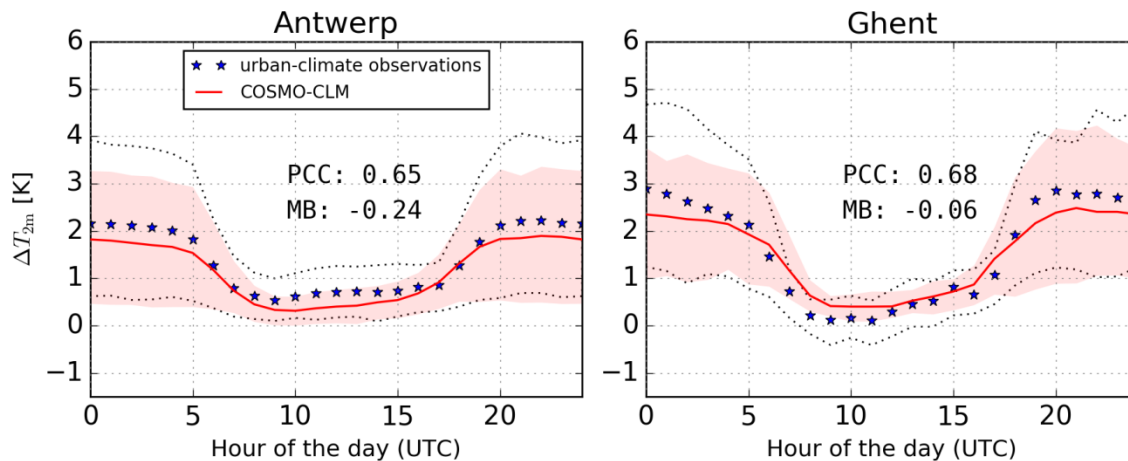 Antwerp
6
5
4
3
2
1
0
−1
ΔT2m [K]
urban-climate observations
COSMO-CLM
PCC: 0.65
MB: -0.24
0 5 10 15 20
Hour of the day (UTC)
Ghent
6
5
4
3
2
1
0
−1
PCC: 0.68
MB: -0.06
0 5 10 15 20
Hour of the day (UTC)